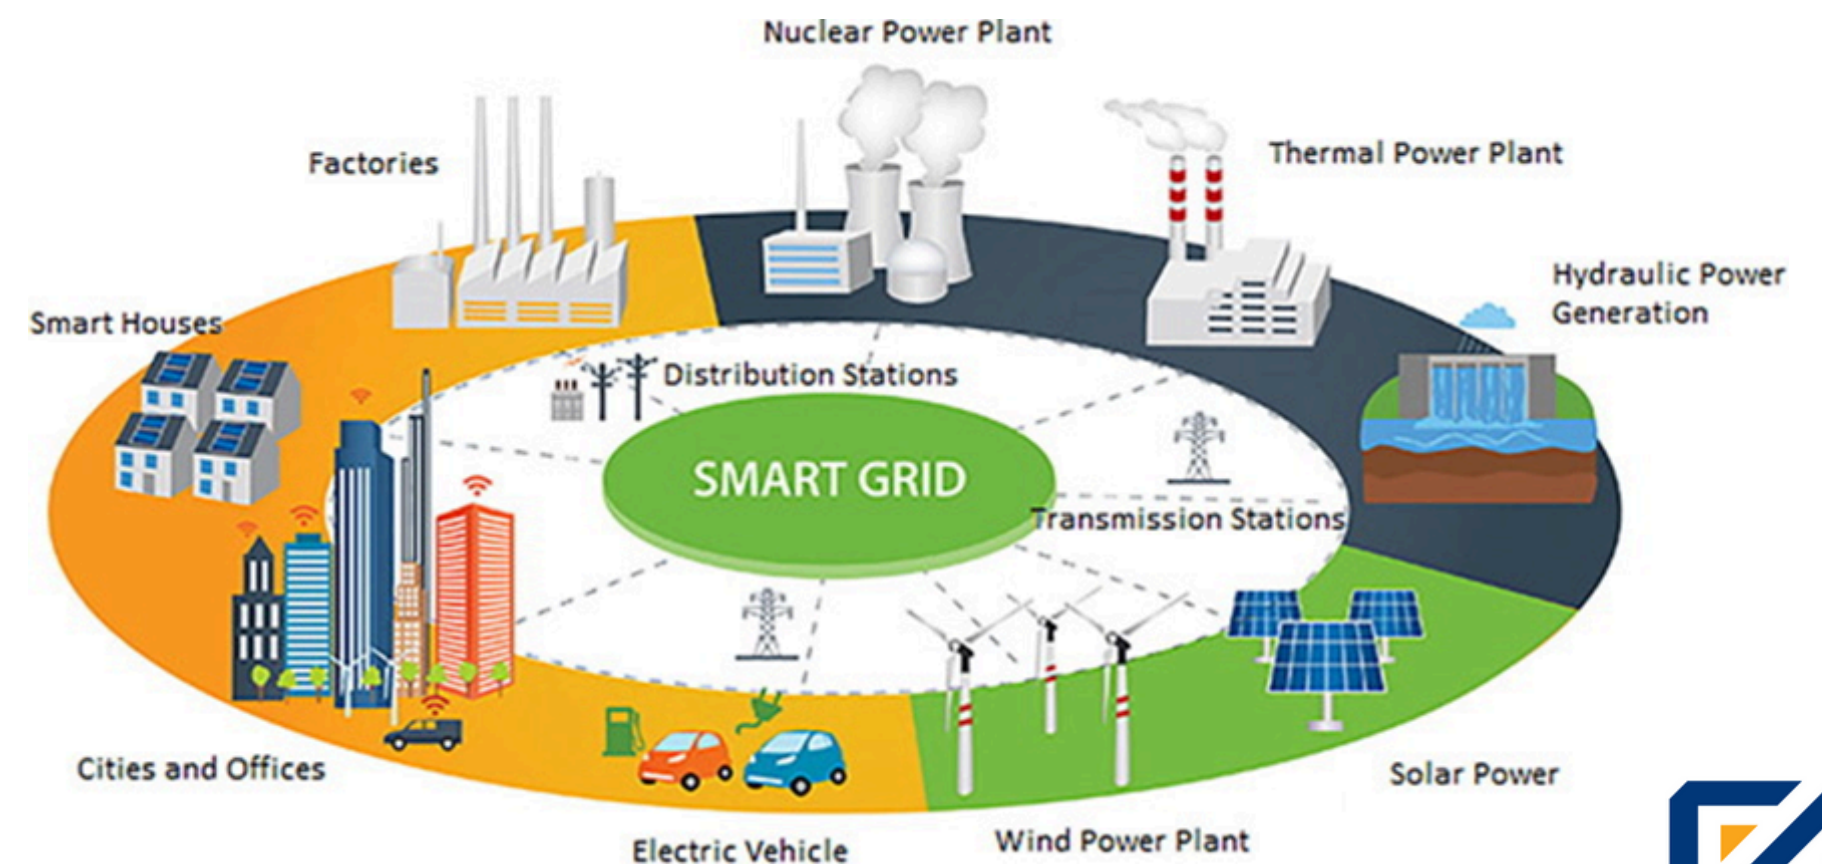 Nuclear Power Plant
Factories
Thermal Power Plant
Hydraulic Power
Generation
Smart Houses
Distribution Stations
SMART GRID
Transmission Stations
Cities and Offices
Solar Power
Wind Power Plant
Electric Vehicle